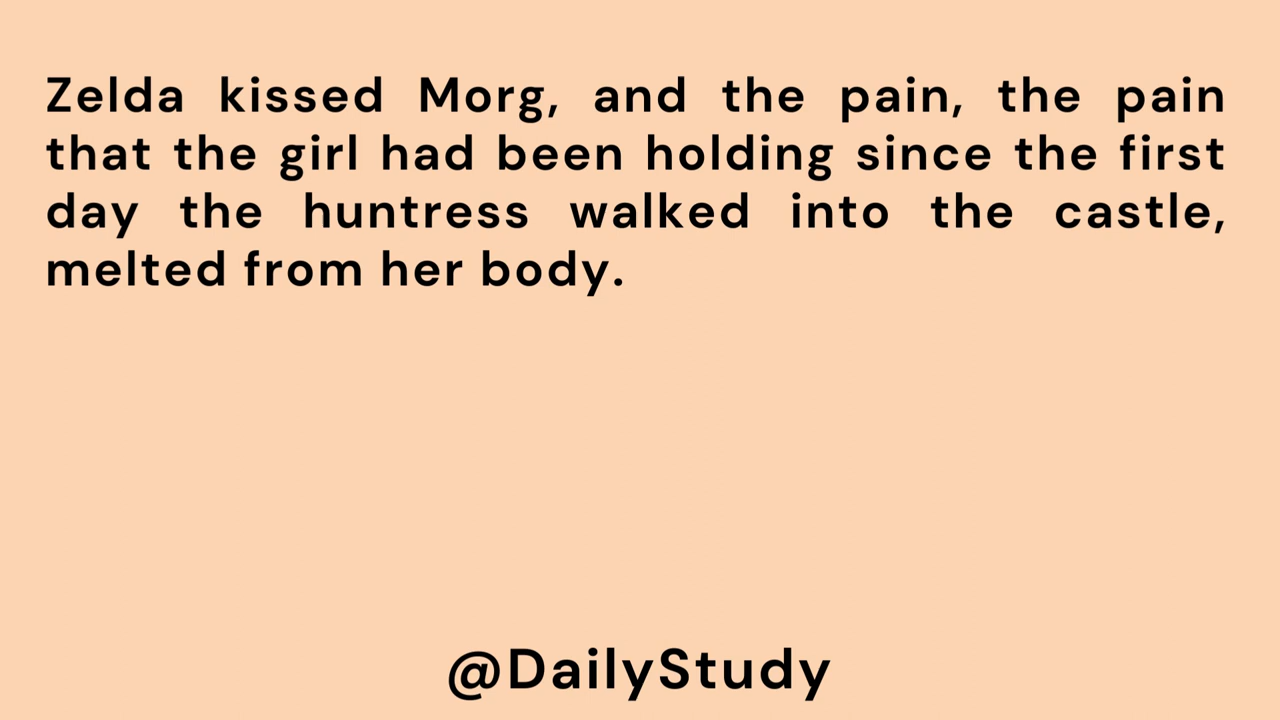 Zelda kissed Morg, and the pain, the pain
that the girl had been holding since the first
day the huntress walked into the castle,
melted from her body.
@DailyStudy